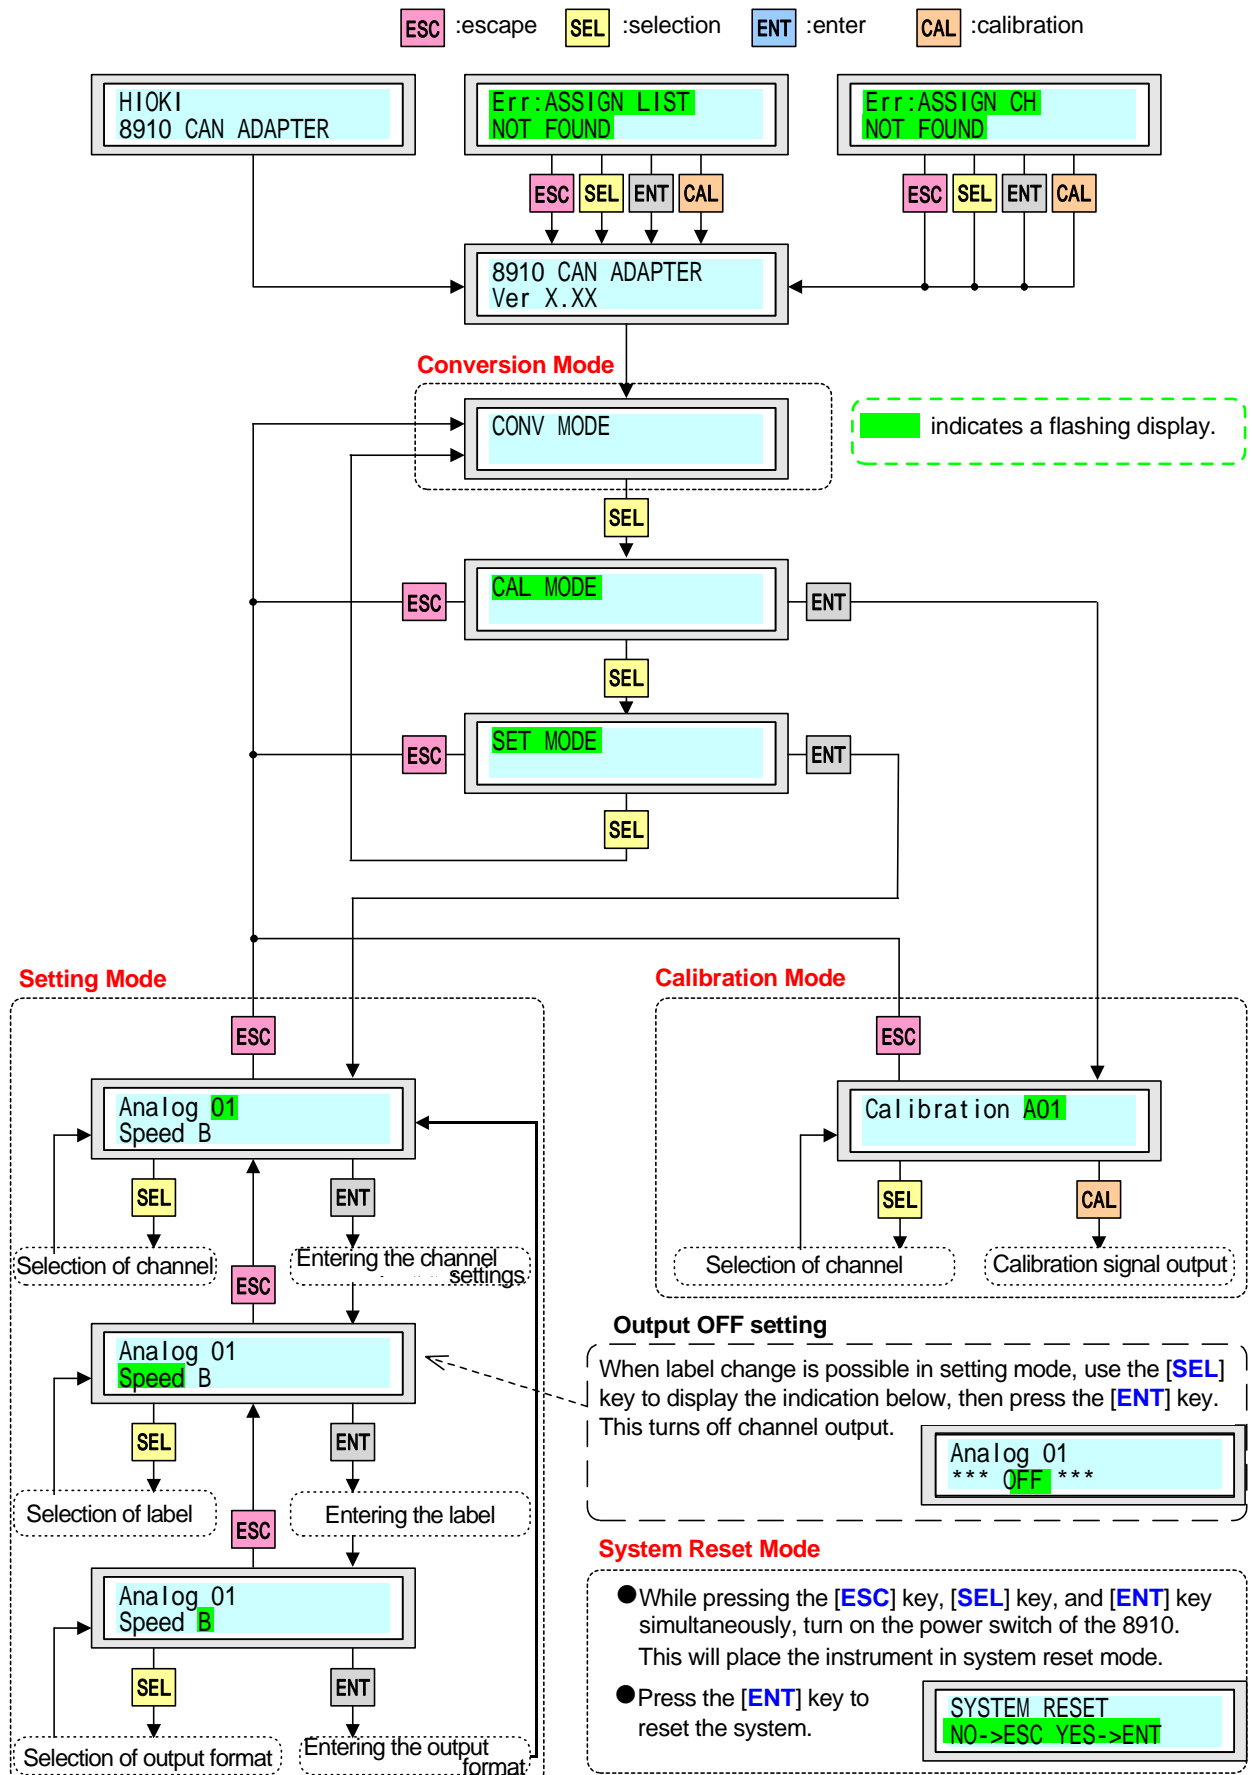 ESC :escape SEL :selection ENT :enter CAL :calibration
HIOKI
8910 CAN ADAPTER
Err:ASSIGN LIST
NOT FOUND
Err:ASSIGN CH
NOT FOUND
ESC SEL ENT CAL
ESC SEL ENT CAL
8910 CAN ADAPTER
Ver X.XX
Conversion Mode
CONV MODE
indicates a flashing display.
SEL
ESC
CAL MODE
ENT
SEL
ESC
SET MODE
ENT
SEL
Setting Mode
ESC
Analog 01
Speed B
SEL
ENT
Selection of channel
Entering the channel
settings
ESC
Analog 01
Speed B
SEL
ENT
Selection of label
Entering the label
ESC
Analog 01
Speed B
SEL
ENT
Selection of output format
Entering the output
format
Calibration Mode
ESC
Calibration A01
SEL
CAL
Selection of channel
Calibration signal output
Output OFF setting
When label change is possible in setting mode, use the [SEL]
key to display the indication below, then press the [ENT] key.
This turns off channel output.
Analog 01
*** OFF ***
System Reset Mode
●While pressing the [ESC] key, [SEL] key, and [ENT] key
simultaneously, turn on the power switch of the 8910.
This will place the instrument in system reset mode.
●Press the [ENT] key to
reset the system.
SYSTEM RESET
NO->ESC YES->ENT